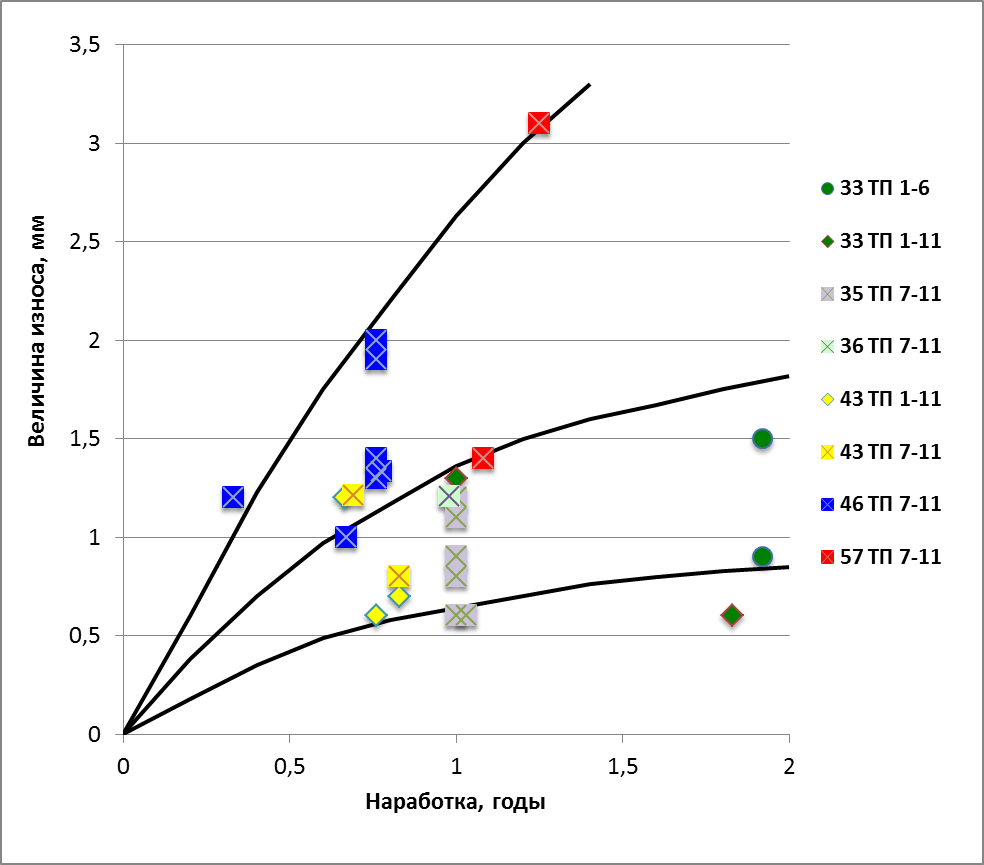 Величина износа, мм
3,5
3
2,5
2
1,5
1
0,5
0
0
0,5
1
1,5
2
Наработка, годы
33 ТП 1-6
33 ТП 1-11
35 ТП 7-11
36 ТП 7-11
43 ТП 1-11
43 ТП 7-11
46 ТП 7-11
57 ТП 7-11